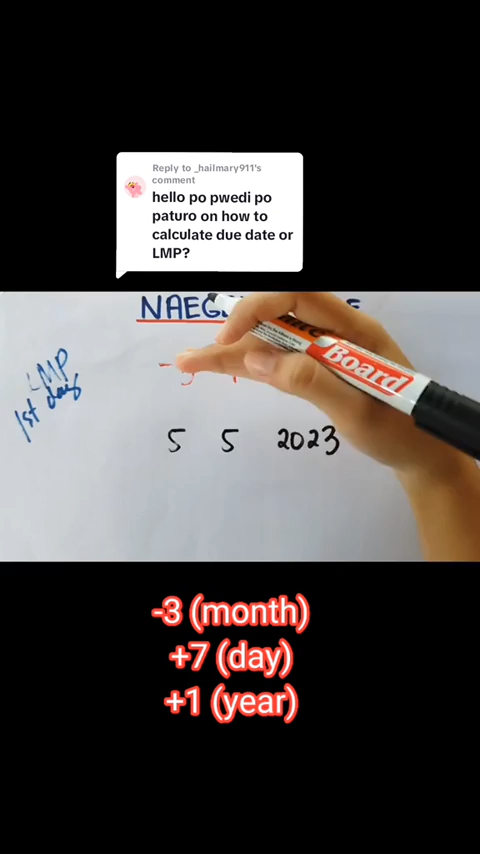 Reply to _hailmary911's
comment
hello po pwedi po
paturo on how to
calculate due date or
LMP?
LMP
1st day
5 5 2023
Board
-3 (month)
+7 (day)
+1 (year)